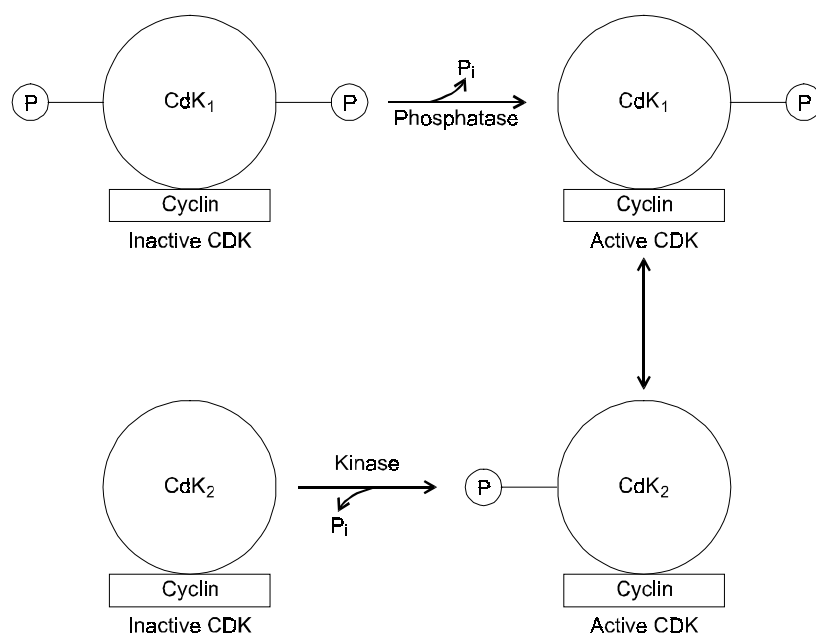 P CdK₁ P
Pᵢ
Phosphatase
CdK₁ P
Cyclin
Inactive CDK
Cyclin
Active CDK
CdK₂
Kinase
Pᵢ
P CdK₂
Cyclin
Inactive CDK
Cyclin
Active CDK